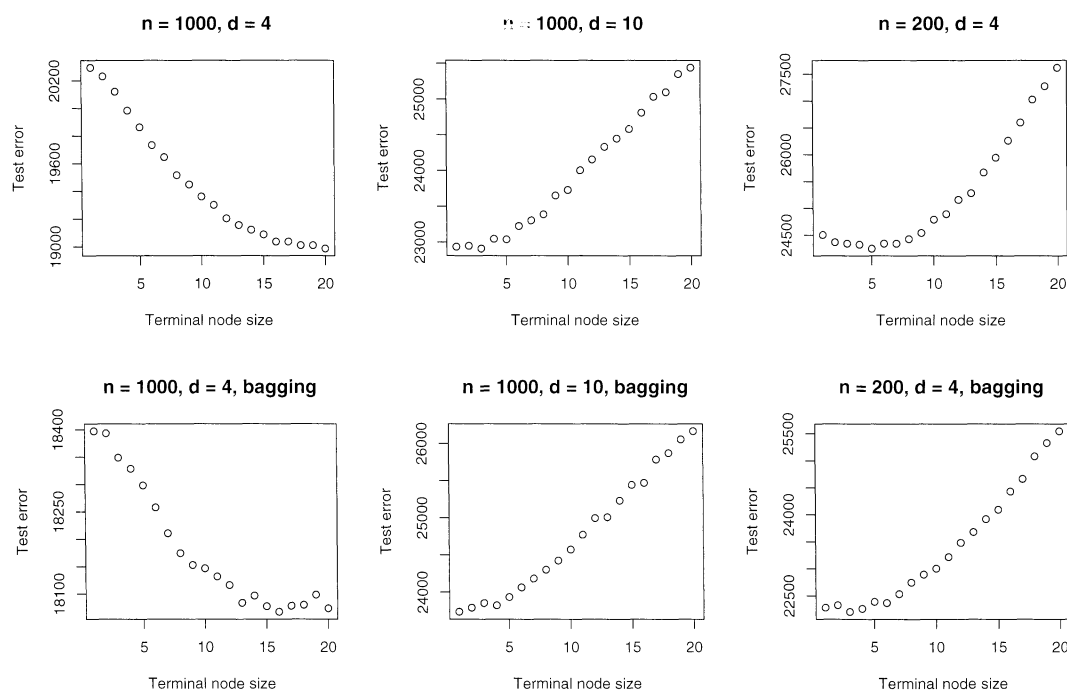 n = 1000, d = 4
n = 1000, d = 10
n = 200, d = 4
Test error
20200
19600
19000
5
10
15
20
Terminal node size
Test error
25000
24000
23000
5
10
15
20
Terminal node size
Test error
27500
26000
24500
5
10
15
20
Terminal node size
n = 1000, d = 4, bagging
n = 1000, d = 10, bagging
n = 200, d = 4, bagging
Test error
18400
18250
18100
5
10
15
20
Terminal node size
Test error
26000
25000
24000
5
10
15
20
Terminal node size
Test error
25500
24000
22500
5
10
15
20
Terminal node size